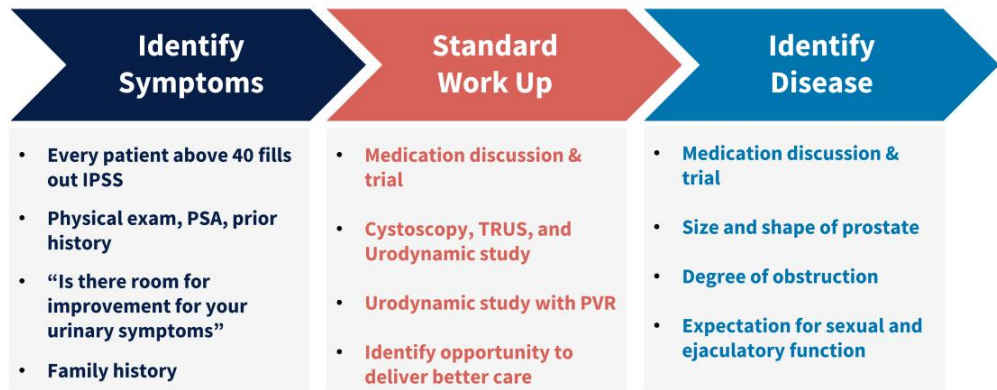 Identify
Symptoms
• Every patient above 40 fills
out IPSS
• Physical exam, PSA, prior
history
• “Is there room for
improvement for your
urinary symptoms”
• Family history
Standard
Work Up
• Medication discussion &
trial
• Cystoscopy, TRUS, and
Urodynamic study
• Urodynamic study with PVR
• Identify opportunity to
deliver better care
Identify
Disease
• Medication discussion &
trial
• Size and shape of prostate
• Degree of obstruction
• Expectation for sexual and
ejaculatory function